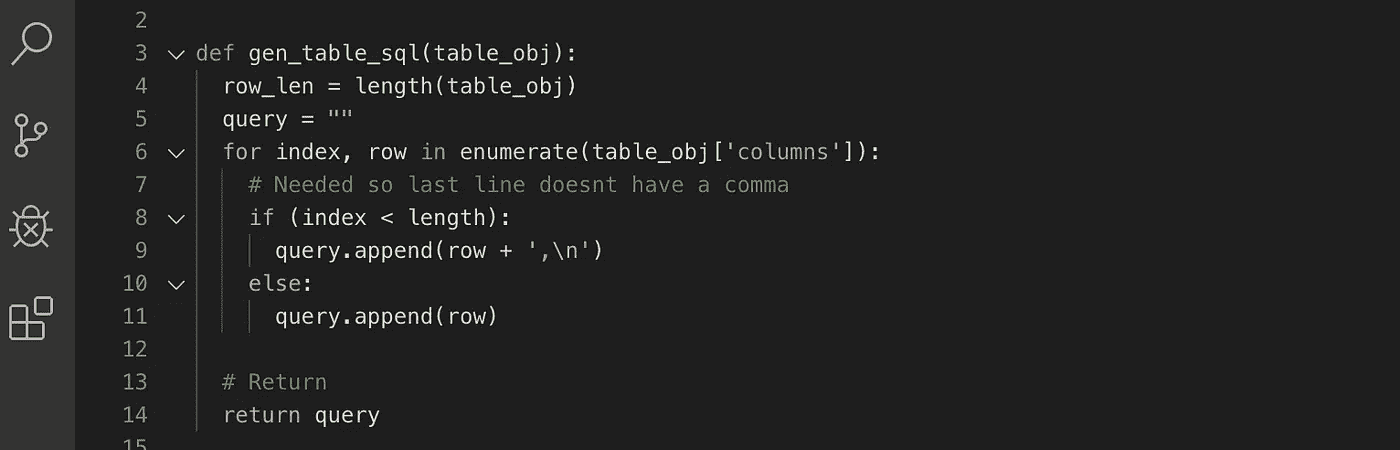 2
3 def gen_table_sql(table_obj):
4 row_len = length(table_obj)
5 query = ""
6 for index, row in enumerate(table_obj['columns']):
7 # Needed so last line doesnt have a comma
8 if (index < length):
9 query.append(row + ',\n')
10 else:
11 query.append(row)
12
13 # Return
14 return query
15